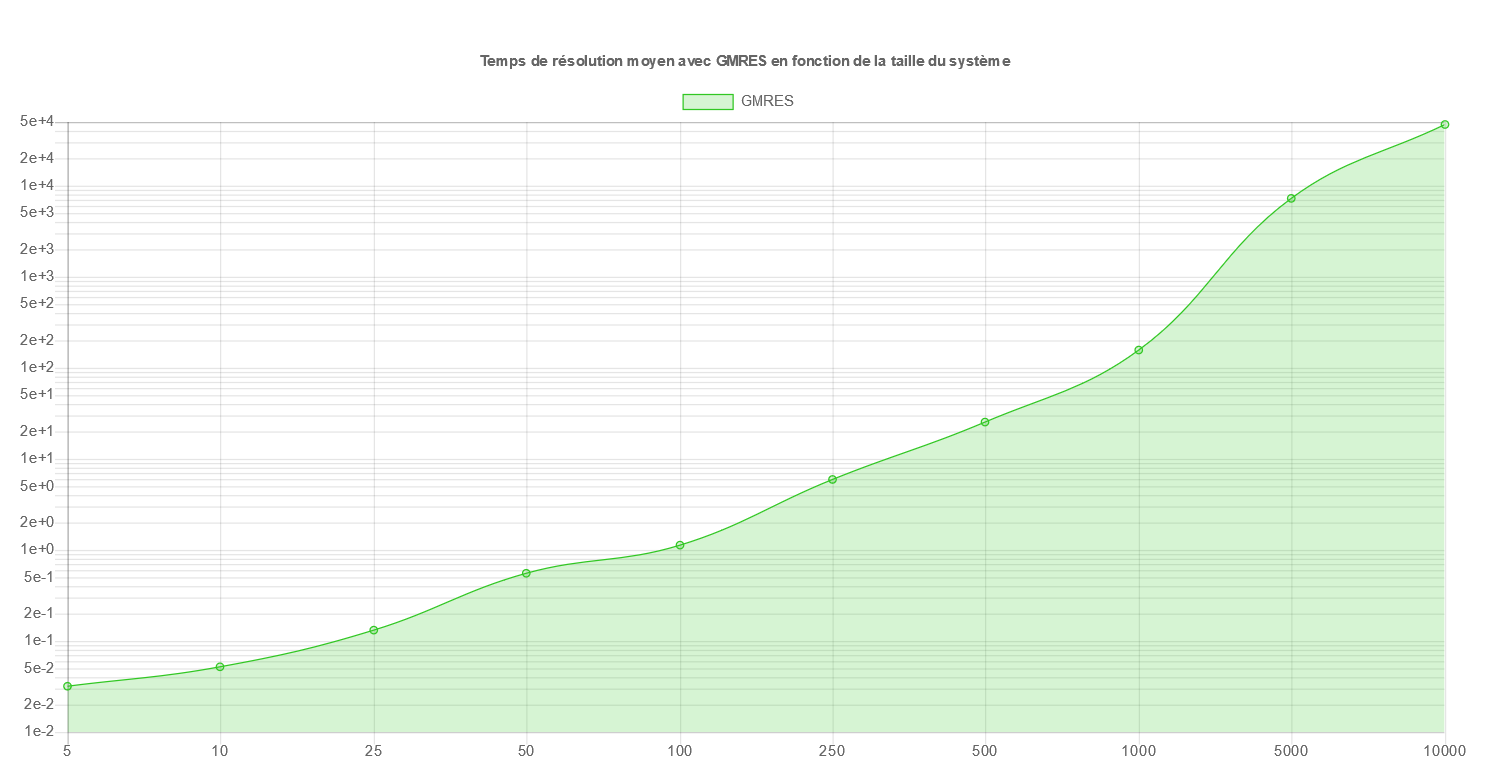 Temps de résolution moyen avec GMRES en fonction de la taille du système
GMRES
5e+4
2e+4
1e+4
5e+3
2e+3
1e+3
5e+2
2e+2
1e+2
5e+1
2e+1
1e+1
5e+0
2e+0
1e+0
5e-1
2e-1
1e-1
5e-2
2e-2
1e-2
5 10 25 50 100 250 500 1000 5000 10000